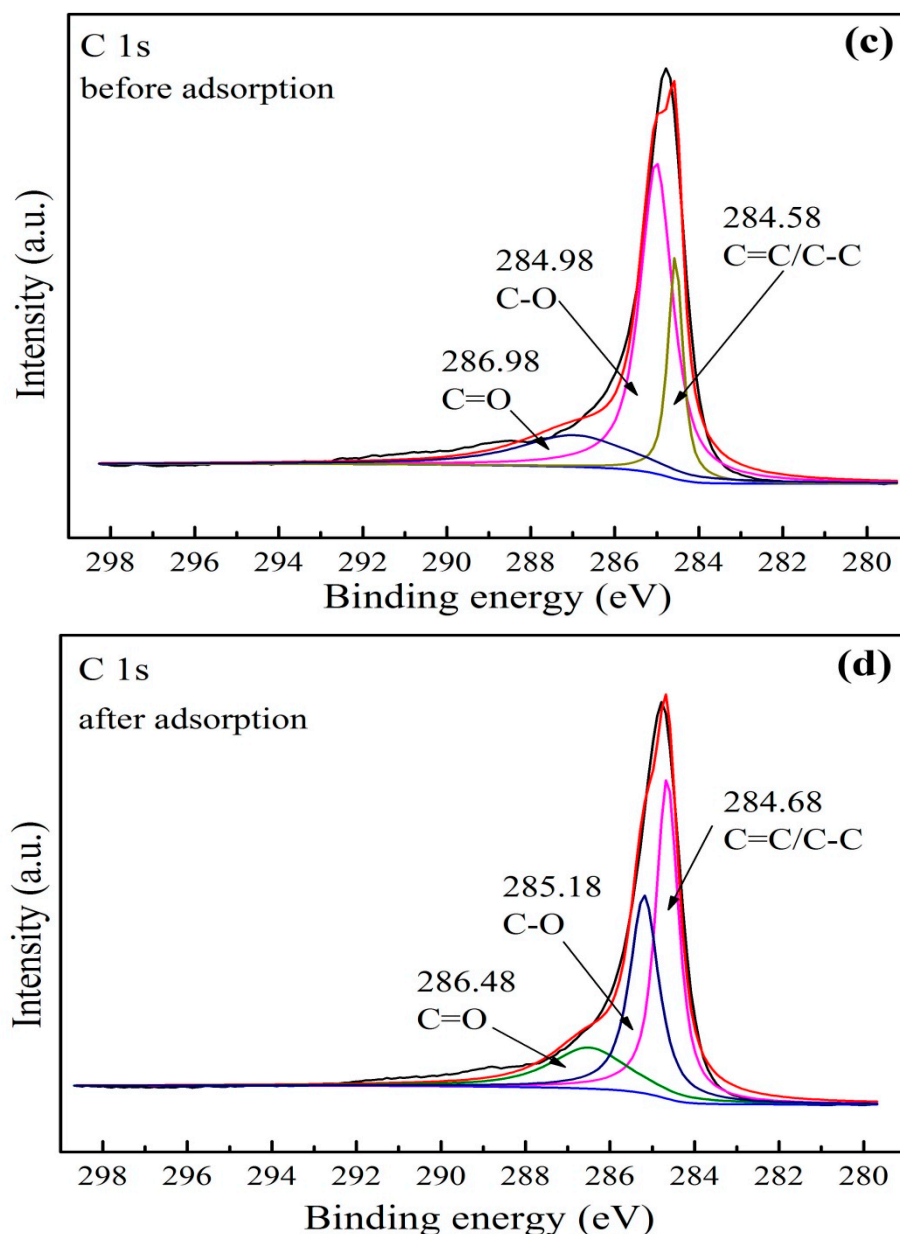 C 1s
(c)
before adsorption
284.58
C=C/C-C
284.98
C-O
286.98
C=O
Intensity (a.u.)
298 296 294 292 290 288 286 284 282 280
Binding energy (eV)
C 1s
(d)
after adsorption
284.68
C=C/C-C
285.18
C-O
286.48
C=O
Intensity (a.u.)
298 296 294 292 290 288 286 284 282 280
Binding energy (eV)